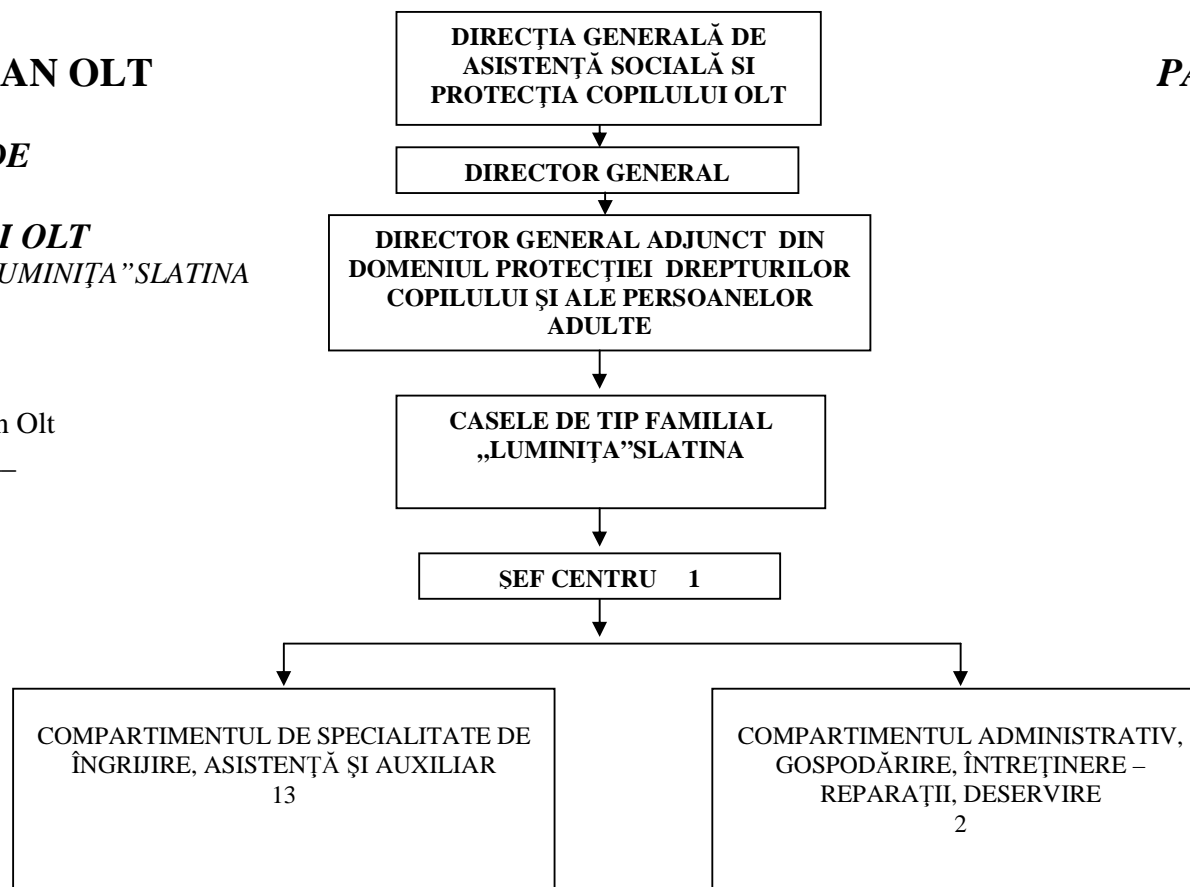 DIRECŢIA GENERALĂ DE
ASISTENŢĂ SOCIALĂ SI
PROTECŢIA COPILULUI OLT
AN OLT
PA
DE
DIRECTOR GENERAL
I OLT
UMINIŢA”SLATINA
DIRECTOR GENERAL ADJUNCT DIN
DOMENIUL PROTECŢIEI DREPTURILOR
COPILULUI ŞI ALE PERSOANELOR
ADULTE
n Olt
–
CASELE DE TIP FAMILIAL
„LUMINIŢA”SLATINA
ŞEF CENTRU 1
COMPARTIMENTUL DE SPECIALITATE DE
ÎNGRIJIRE, ASISTENŢĂ ŞI AUXILIAR
13
COMPARTIMENTUL ADMINISTRATIV,
GOSPODĂRIRE, ÎNTREŢINERE –
REPARAŢII, DESERVIRE
2